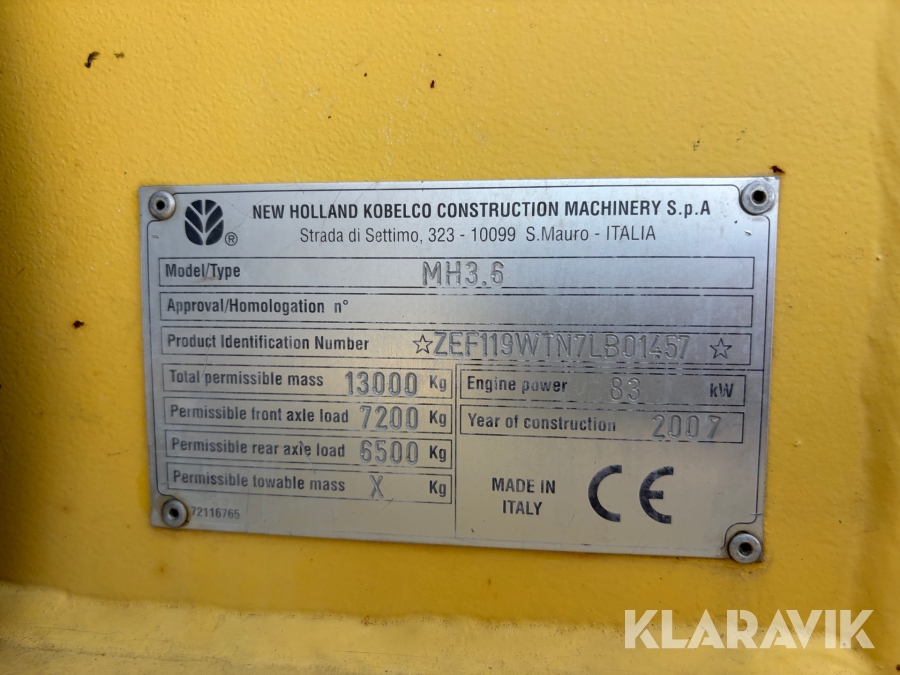 NEW HOLLAND KOBELCO CONSTRUCTION MACHINERY S.p.A
Strada di Settimo, 323 - 10099 S.Mauro - ITALIA
®
Model/Type MH3.6
Approval/Homologation n°
Product Identification Number ☆ZEF119WTN7LB01457☆
Total permissible mass 13000 Kg
Permissible front axle load 7200 Kg
Permissible rear axle load 6500 Kg
Permissible towable mass X Kg
72116765
Engine power 83 kW
Year of construction 2007
MADE IN
ITALY
CE
KLARAVIK